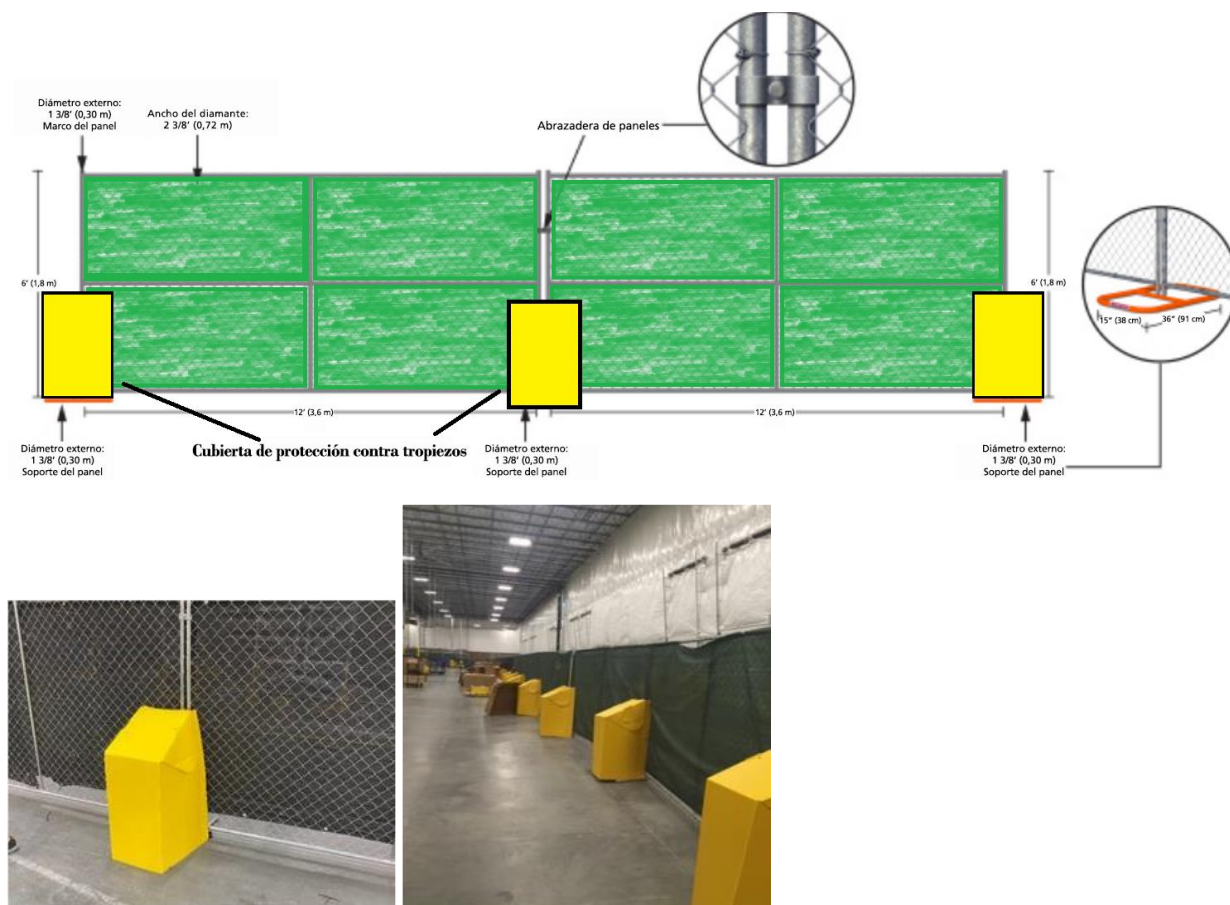 Diámetro externo:
1 3/8' (0,30 m)
Marco del panel
Ancho del diamante:
2 3/8' (0,72 m)
Abrazadera de paneles
6' (1,8 m)
6' (1,8 m)
15" (38 cm)
36" (91 cm)
12' (3,6 m)
12' (3,6 m)
Cubierta de protección contra tropiezos
Diámetro externo:
1 3/8' (0,30 m)
Soporte del panel
Diámetro externo:
1 3/8' (0,30 m)
Soporte del panel
Diámetro externo:
1 3/8' (0,30 m)
Soporte del panel